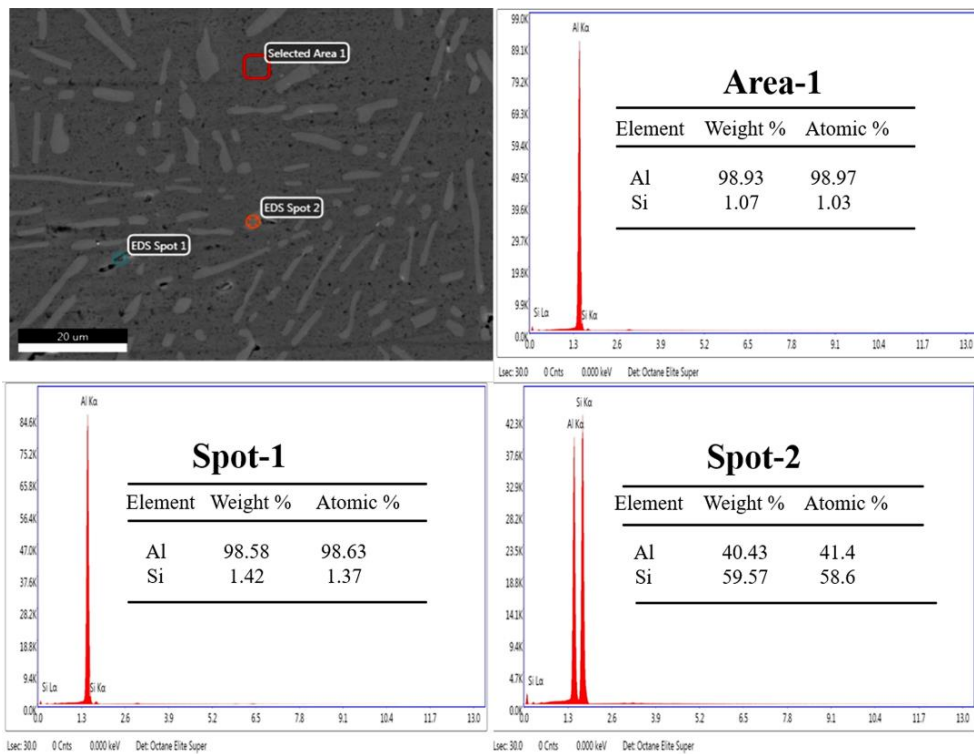 Selected Area 1
EDS Spot 2
EDS Spot 1
20 um
99.0K
89.1K
79.2K
69.3K
59.4K
49.5K
39.6K
29.7K
19.8K
9.9K
0.0K
Al Kα
Si Lα
Si Kα
Area-1
Element Weight % Atomic %
Al 98.93 98.97
Si 1.07 1.03
0.0 1.3 2.6 3.9 5.2 6.5 7.8 9.1 10.4 11.7 13.0
Lsec: 30.0 0 Cnts 0.000 keV Det: Octane Elite Super
84.6K
75.2K
65.8K
56.4K
47.0K
37.6K
28.2K
18.8K
9.4K
0.0K
Al Kα
Si Lα
Si Kα
Spot-1
Element Weight % Atomic %
Al 98.58 98.63
Si 1.42 1.37
0.0 1.3 2.6 3.9 5.2 6.5 7.8 9.1 10.4 11.7 13.0
Lsec: 30.0 0 Cnts 0.000 keV Det: Octane Elite Super
42.3K
37.6K
32.9K
28.2K
23.5K
18.8K
14.1K
9.4K
4.7K
0.0K
Si Kα
Al Kα
Si Lα
Spot-2
Element Weight % Atomic %
Al 40.43 41.4
Si 59.57 58.6
0.0 1.3 2.6 3.9 5.2 6.5 7.8 9.1 10.4 11.7 13.0
Lsec: 30.0 0 Cnts 0.000 keV Det: Octane Elite Super